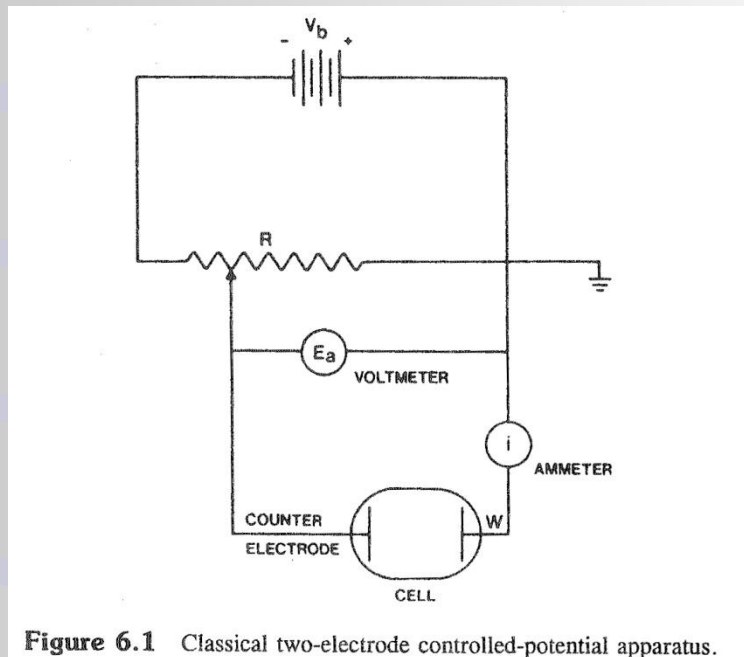 Vb
- +
R
Ea
VOLTMETER
i
AMMETER
COUNTER
ELECTRODE
W
CELL
Figure 6.1 Classical two-electrode controlled-potential apparatus.